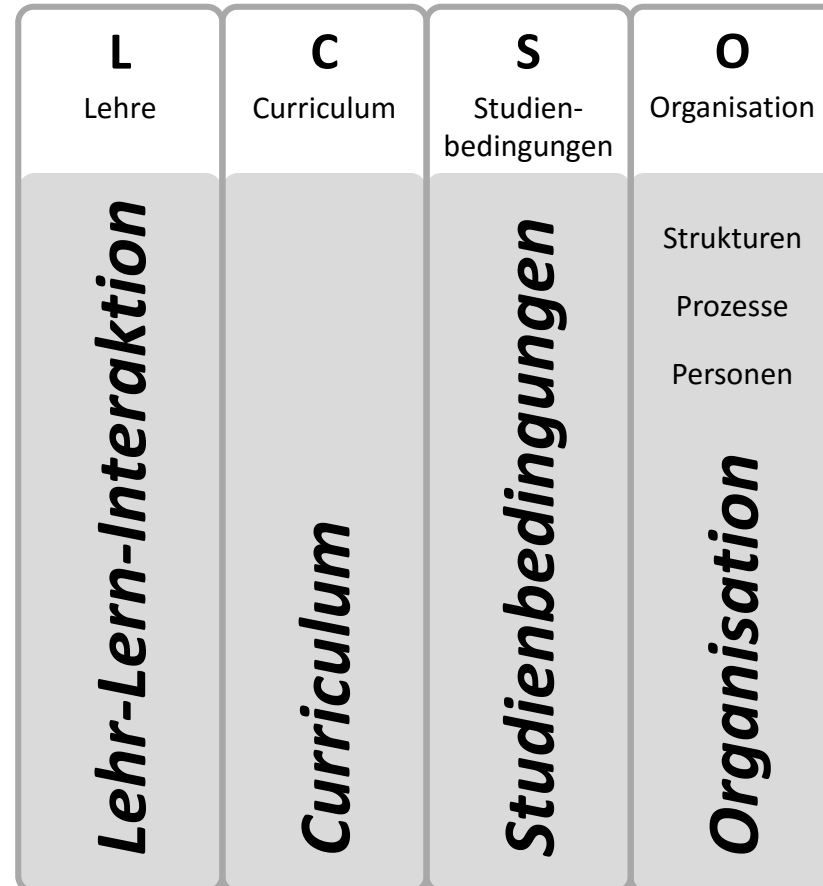 L
Lehre
Lehr-Lern-Interaktion
C
Curriculum
Curriculum
S
Studien-
bedingungen
Studienbedingungen
O
Organisation
Strukturen
Prozesse
Personen
Organisation